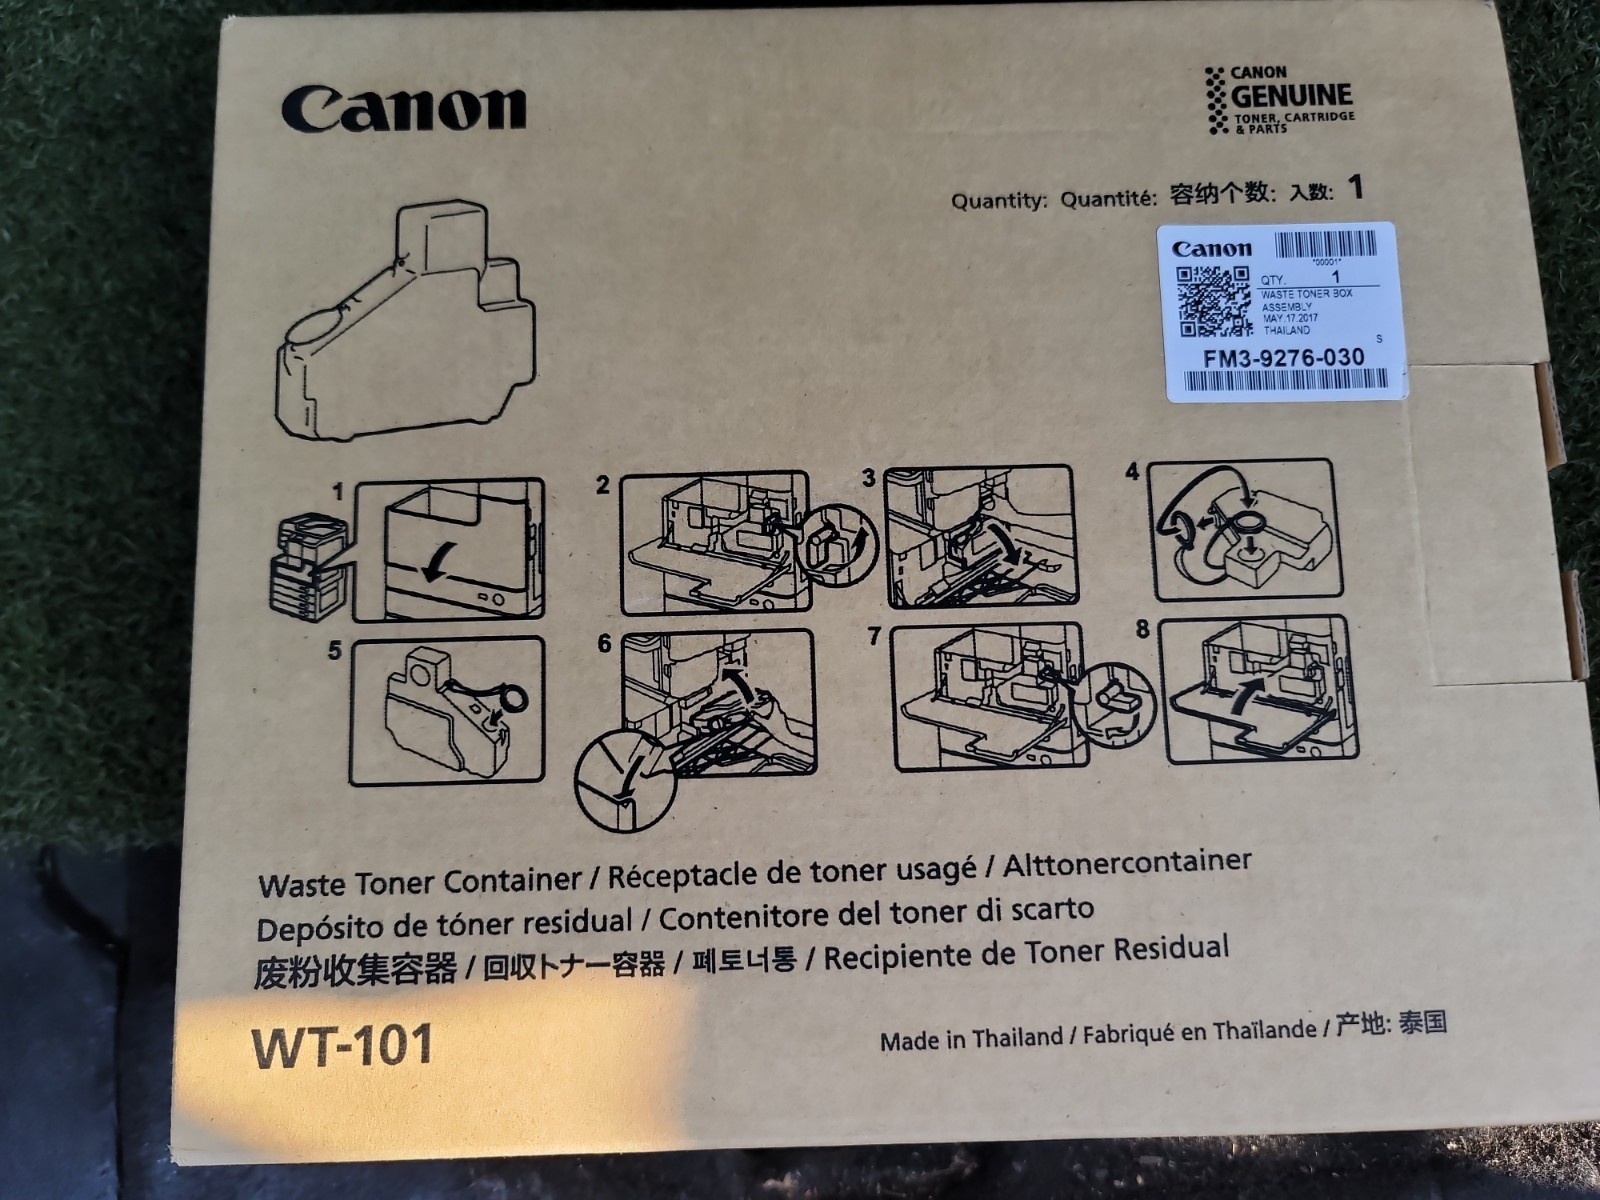 Canon
CANON
GENUINE
TONER, CARTRIDGE
& PARTS
Quantity: Quantité: 容纳个数: 入数: 1
Canon
*00001*
QTY. 1
WASTE TONER BOX
ASSEMBLY
MAY.17.2017
THAILAND
S
FM3-9276-030
1
2
3
4
5
6
7
8
Waste Toner Container / Réceptacle de toner usagé / Alttonercontainer
Depósito de tóner residual / Contenitore del toner di scarto
废粉收集容器 / 回収トナー容器 / 폐토너통 / Recipiente de Toner Residual
WT-101
Made in Thailand / Fabriqué en Thaïlande / 产地: 泰国